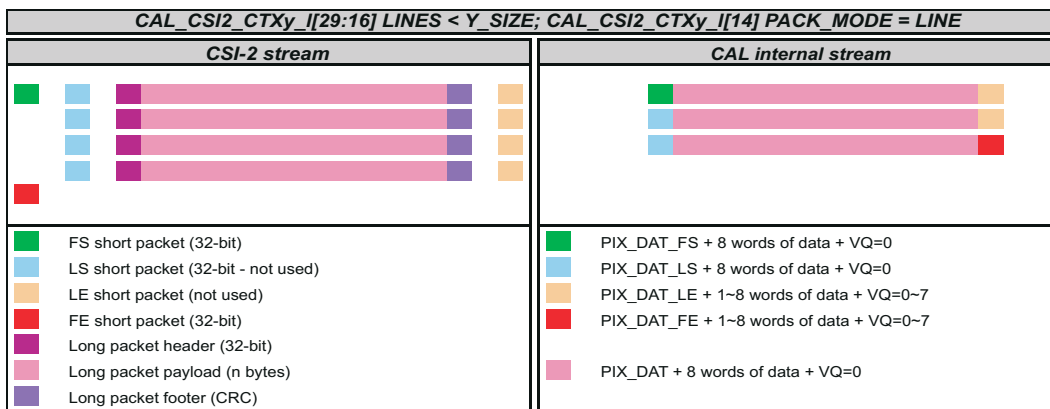 CAL_CSI2_CTXy_I[29:16] LINES < Y_SIZE; CAL_CSI2_CTXy_I[14] PACK_MODE = LINE
CSI-2 stream
CAL internal stream
FS short packet (32-bit)
LS short packet (32-bit - not used)
LE short packet (not used)
FE short packet (32-bit)
Long packet header (32-bit)
Long packet payload (n bytes)
Long packet footer (CRC)
PIX_DAT_FS + 8 words of data + VQ=0
PIX_DAT_LS + 8 words of data + VQ=0
PIX_DAT_LE + 1~8 words of data + VQ=0~7
PIX_DAT_FE + 1~8 words of data + VQ=0~7
PIX_DAT + 8 words of data + VQ=0